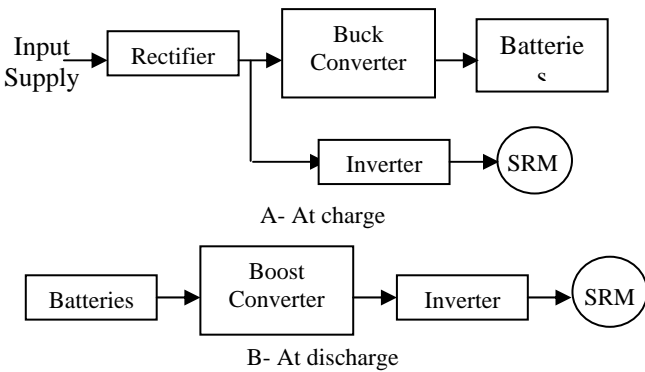 Input
Supply
Rectifier
Buck
Converter
Batterie
s
Inverter
SRM
A- At charge
Batteries
Boost
Converter
Inverter
SRM
B- At discharge